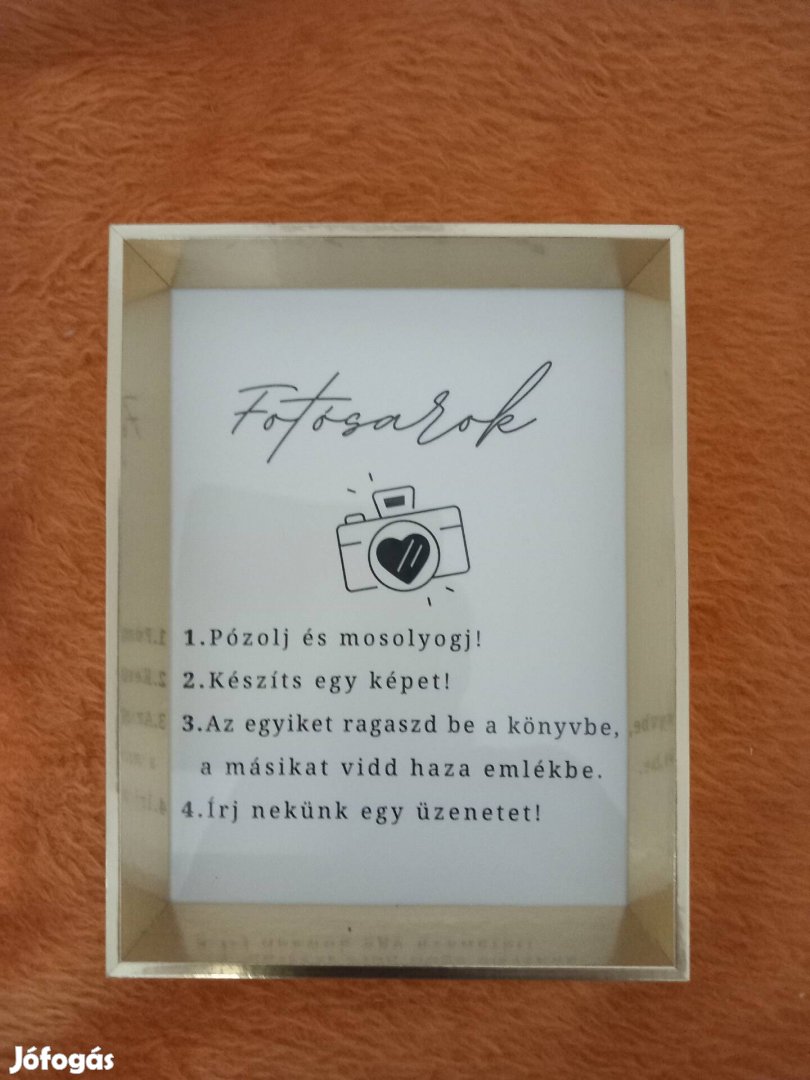 Fotósarok
1.Pózolj és mosolyogj!
2.Készíts egy képet!
3.Az egyiket ragaszd be a könyvbe,
a másikat vidd haza emlékbe.
4.Írj nekünk egy üzenetet!
Jófogás